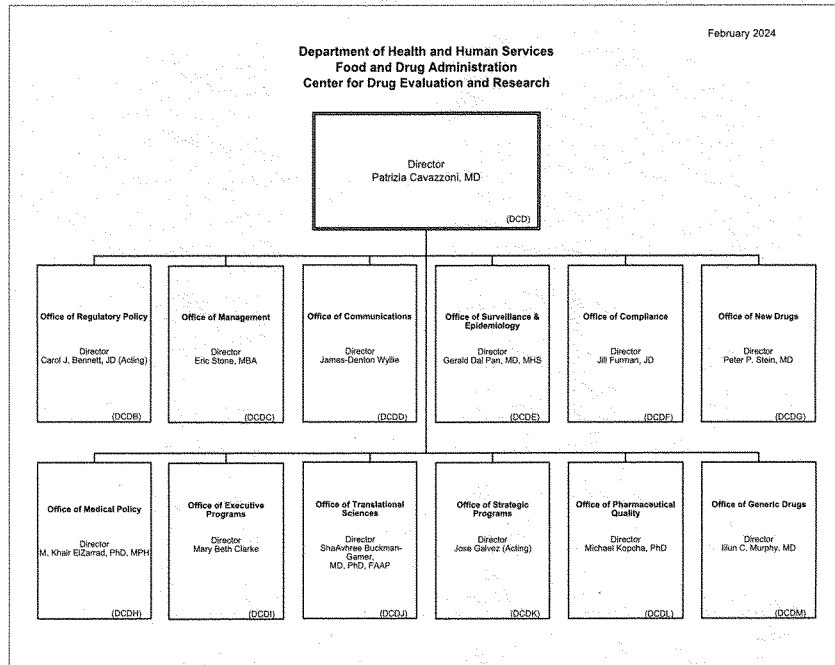 February 2024
Department of Health and Human Services
Food and Drug Administration
Center for Drug Evaluation and Research
Director
Patrizia Cavazzoni, MD
(DCD)
Office of Regulatory Policy
Director
Carol J. Bennett, JD (Acting)
(DCDB)
Office of Management
Director
Eric Stone, MBA
(DCDC)
Office of Communications
Director
James-Denton Wyllie
(DCDD)
Office of Surveillance &
Epidemiology
Director
Gerald Dal Pan, MD, MHS
(DCDE)
Office of Compliance
Director
Jill Furman, JD
(DCDF)
Office of New Drugs
Director
Peter P. Stein, MD
(DCDG)
Office of Medical Policy
Director
M. Khair ElZarrad, PhD, MPH
(DCDH)
Office of Executive
Programs
Director
Mary Beth Clarke
(DCDI)
Office of Translational
Sciences
Director
ShaAvhree Buckman-
Garner,
MD, PhD, FAAP
(DCDJ)
Office of Strategic
Programs
Director
Jose Galvez (Acting)
(DCDK)
Office of Pharmaceutical
Quality
Director
Michael Kopcha, PhD
(DCDL)
Office of Generic Drugs
Director
Iilun C. Murphy, MD
(DCDM)